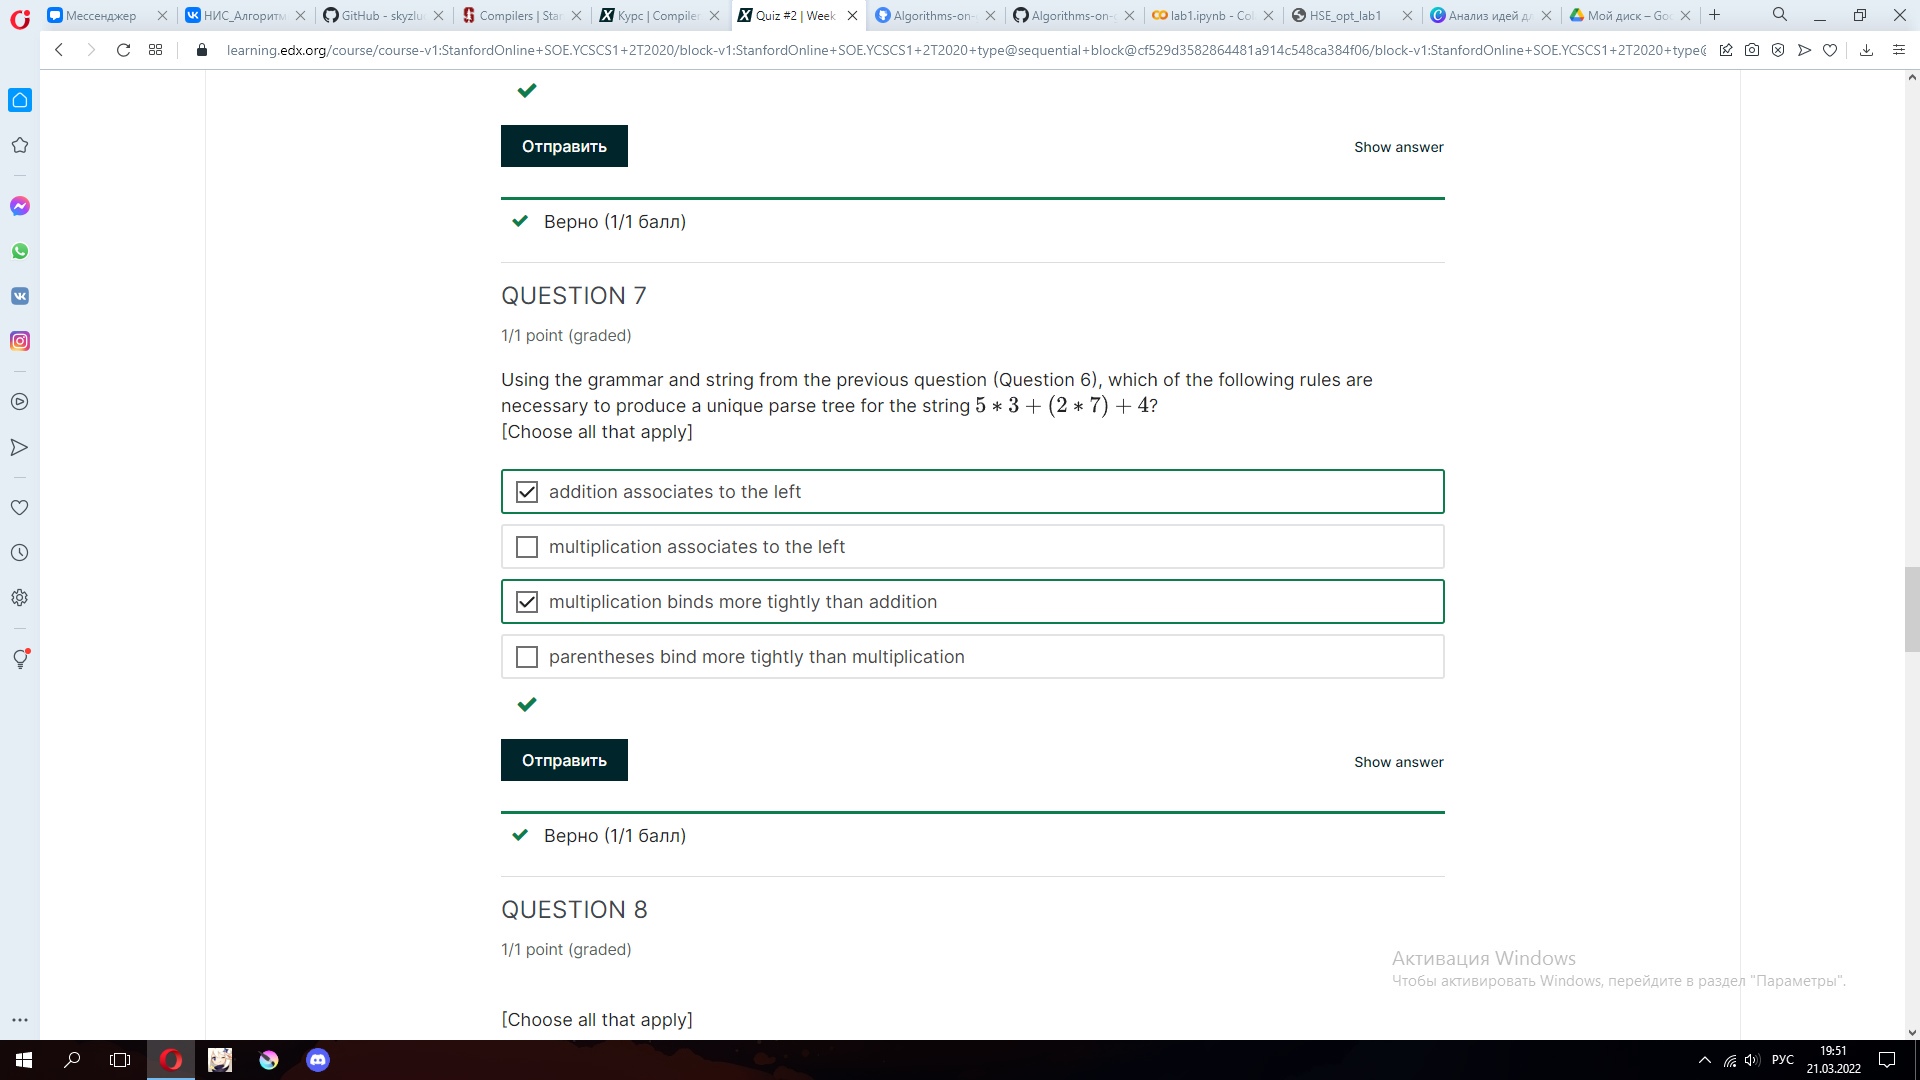 Мессенджер
НИС_Алгоритм
GitHub - skyzlu
Compilers | Star
Курс | Compiler
Quiz #2 | Week
Algorithms-on-
Algorithms-on-
lab1.ipynb - Col
HSE_opt_lab1
Анализ идей дл
Мой диск – Goo
learning.edx.org/course/course-v1:StanfordOnline+SOE.YCSCS1+2T2020/block-v1:StanfordOnline+SOE.YCSCS1+2T2020+type@sequential+block@cf529d3582864481a914c548ca384f06/block-v1:StanfordOnline+SOE.YCSCS1+2T2020+type@
Отправить
Show answer
Верно (1/1 балл)
QUESTION 7
1/1 point (graded)
Using the grammar and string from the previous question (Question 6), which of the following rules are
necessary to produce a unique parse tree for the string 5 * 3 + (2 * 7) + 4?
[Choose all that apply]
addition associates to the left
multiplication associates to the left
multiplication binds more tightly than addition
parentheses bind more tightly than multiplication
Отправить
Show answer
Верно (1/1 балл)
QUESTION 8
1/1 point (graded)
Активация Windows
Чтобы активировать Windows, перейдите в раздел "Параметры".
[Choose all that apply]
РУС
19:51
21.03.2022